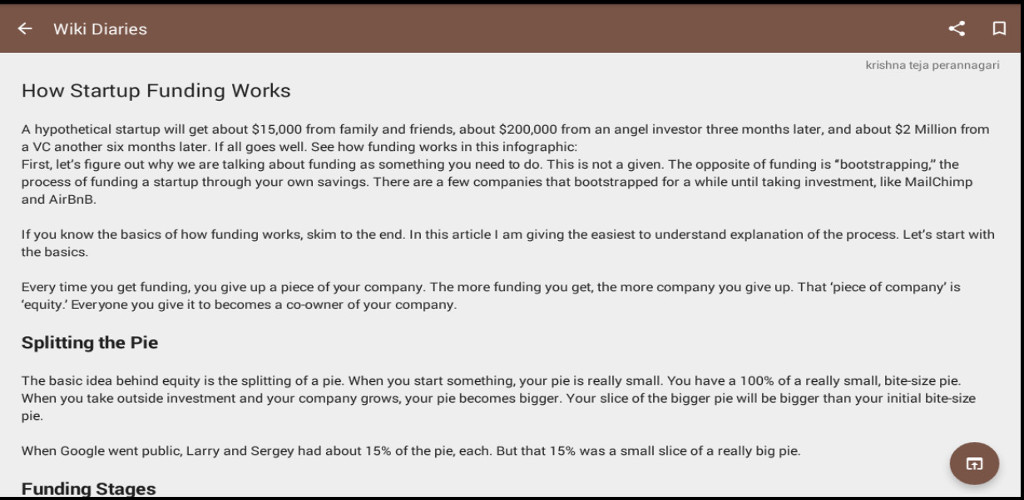 Wiki Diaries
krishna teja perannagari
How Startup Funding Works
A hypothetical startup will get about $15,000 from family and friends, about $200,000 from an angel investor three months later, and about $2 Million from
a VC another six months later. If all goes well. See how funding works in this infographic:
First, let’s figure out why we are talking about funding as something you need to do. This is not a given. The opposite of funding is “bootstrapping,” the
process of funding a startup through your own savings. There are a few companies that bootstrapped for a while until taking investment, like MailChimp
and AirBnB.
If you know the basics of how funding works, skim to the end. In this article I am giving the easiest to understand explanation of the process. Let’s start with
the basics.
Every time you get funding, you give up a piece of your company. The more funding you get, the more company you give up. That ‘piece of company’ is
‘equity.’ Everyone you give it to becomes a co-owner of your company.
Splitting the Pie
The basic idea behind equity is the splitting of a pie. When you start something, your pie is really small. You have a 100% of a really small, bite-size pie.
When you take outside investment and your company grows, your pie becomes bigger. Your slice of the bigger pie will be bigger than your initial bite-size
pie.
When Google went public, Larry and Sergey had about 15% of the pie, each. But that 15% was a small slice of a really big pie.
Funding Stages